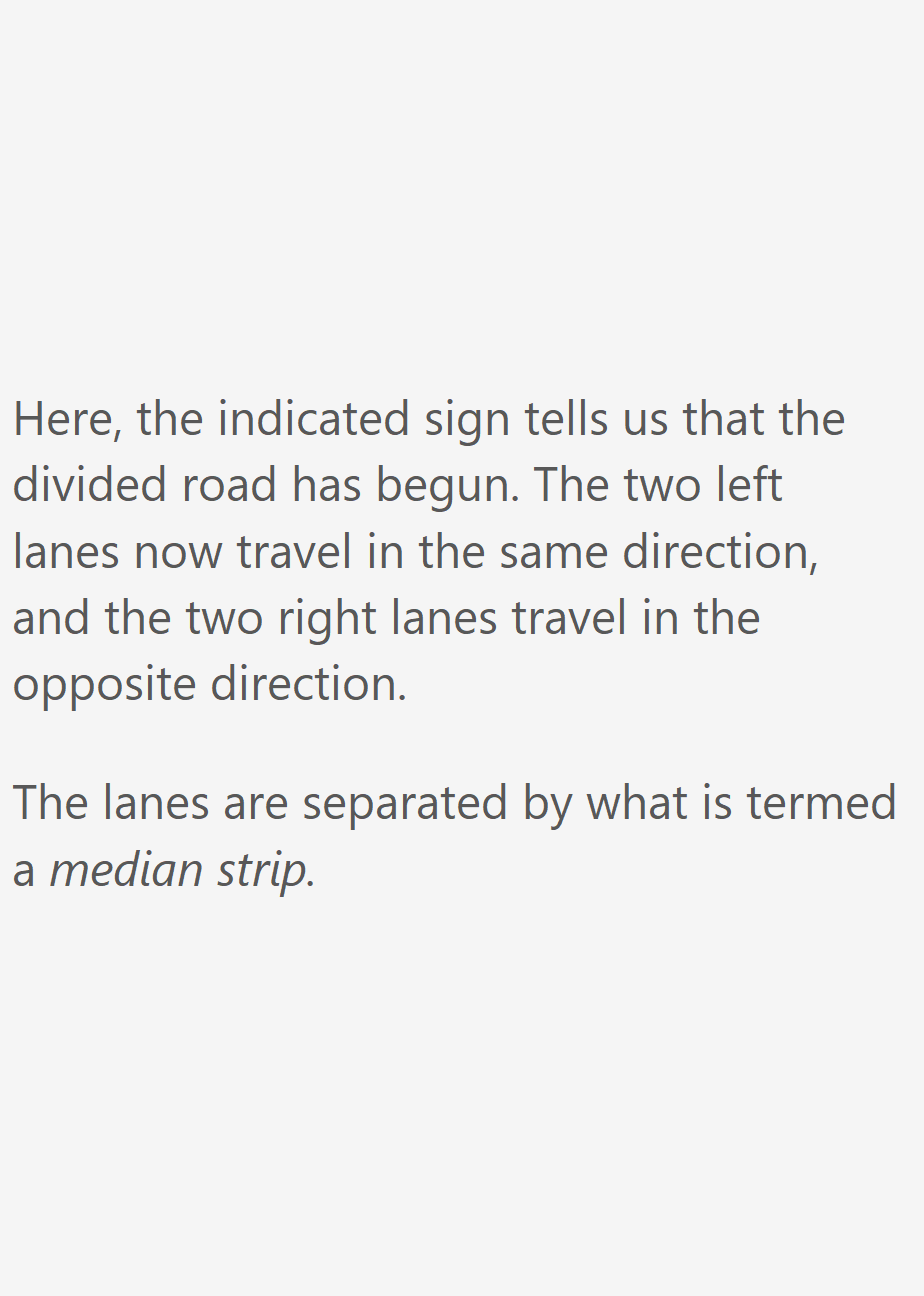 Here, the indicated sign tells us that the
divided road has begun. The two left
lanes now travel in the same direction,
and the two right lanes travel in the
opposite direction.
The lanes are separated by what is termed
a median strip.